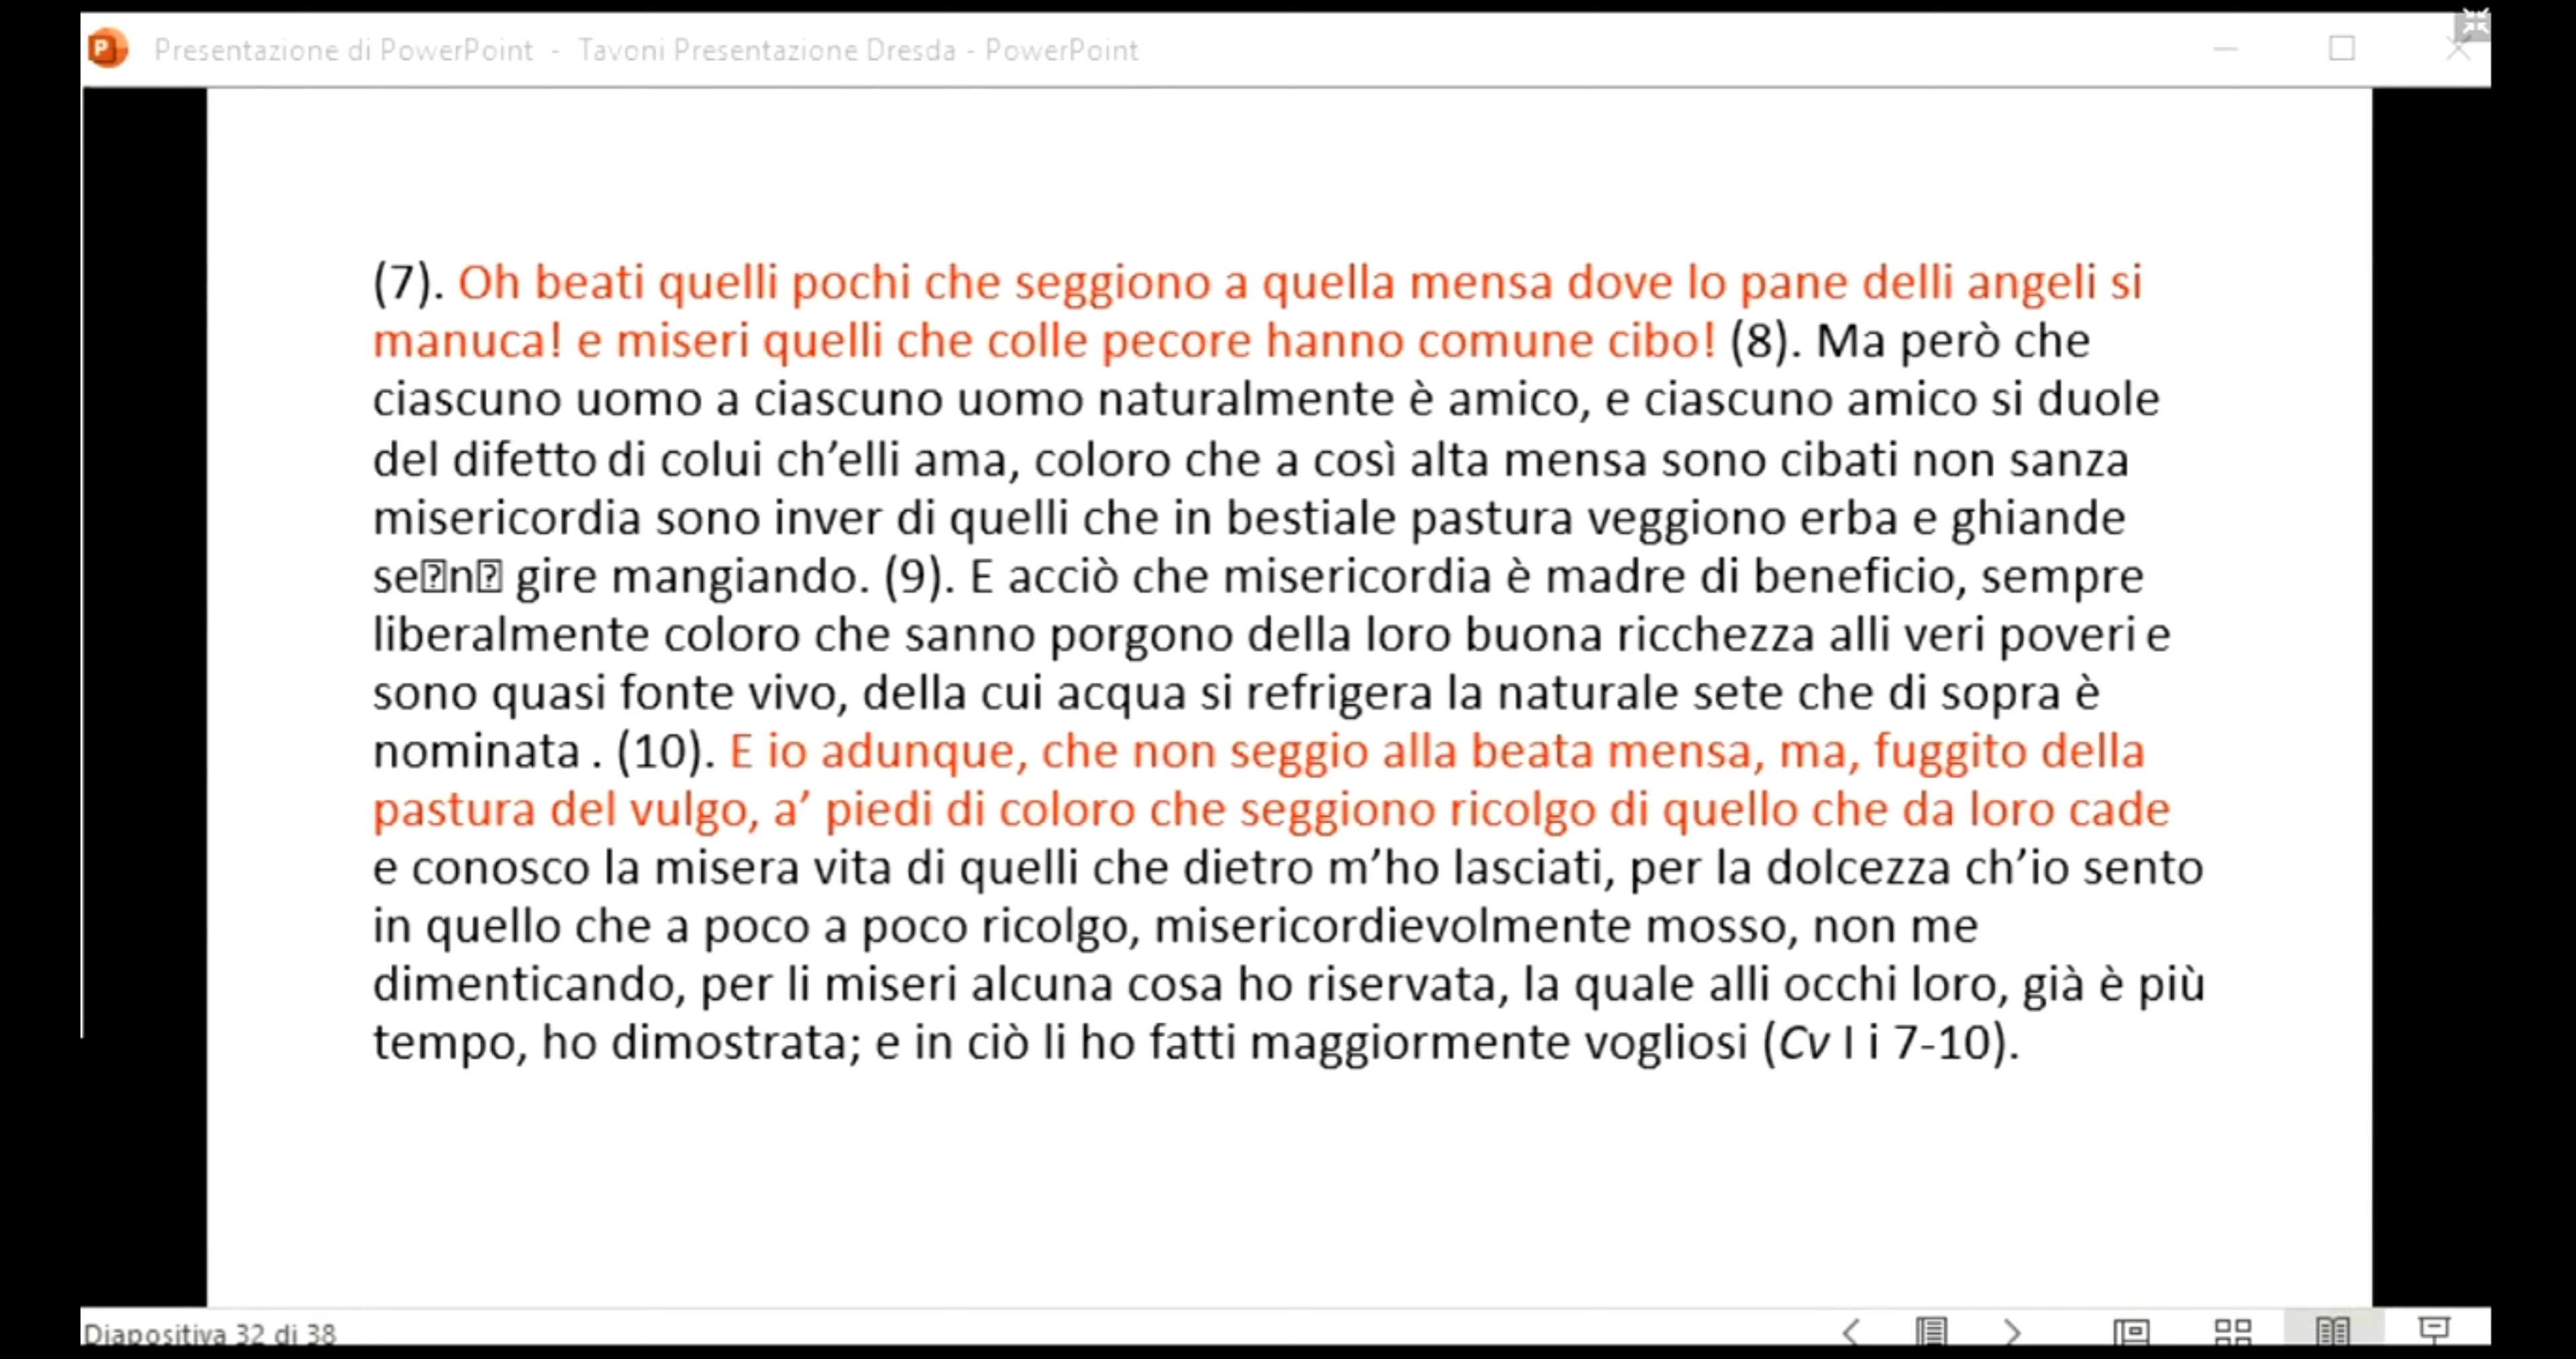 Presentazione di PowerPoint - Tavoni Presentazione Dresda - PowerPoint
(7). Oh beati quelli pochi che seggiono a quella mensa dove lo pane delli angeli si
manuca! e miseri quelli che colle pecore hanno comune cibo! (8). Ma però che
ciascuno uomo a ciascuno uomo naturalmente è amico, e ciascuno amico si duole
del difetto di colui ch’elli ama, coloro che a così alta mensa sono cibati non sanza
misericordia sono inver di quelli che in bestiale pastura veggiono erba e ghiande
se⍰n⍰ gire mangiando. (9). E acciò che misericordia è madre di beneficio, sempre
liberalmente coloro che sanno porgono della loro buona ricchezza alli veri poveri e
sono quasi fonte vivo, della cui acqua si refrigera la naturale sete che di sopra è
nominata . (10). E io adunque, che non seggio alla beata mensa, ma, fuggito della
pastura del vulgo, a’ piedi di coloro che seggiono ricolgo di quello che da loro cade
e conosco la misera vita di quelli che dietro m’ho lasciati, per la dolcezza ch’io sento
in quello che a poco a poco ricolgo, misericordievolmente mosso, non me
dimenticando, per li miseri alcuna cosa ho riservata, la quale alli occhi loro, già è più
tempo, ho dimostrata; e in ciò li ho fatti maggiormente vogliosi (Cv I i 7-10).
Diapositiva 32 di 38